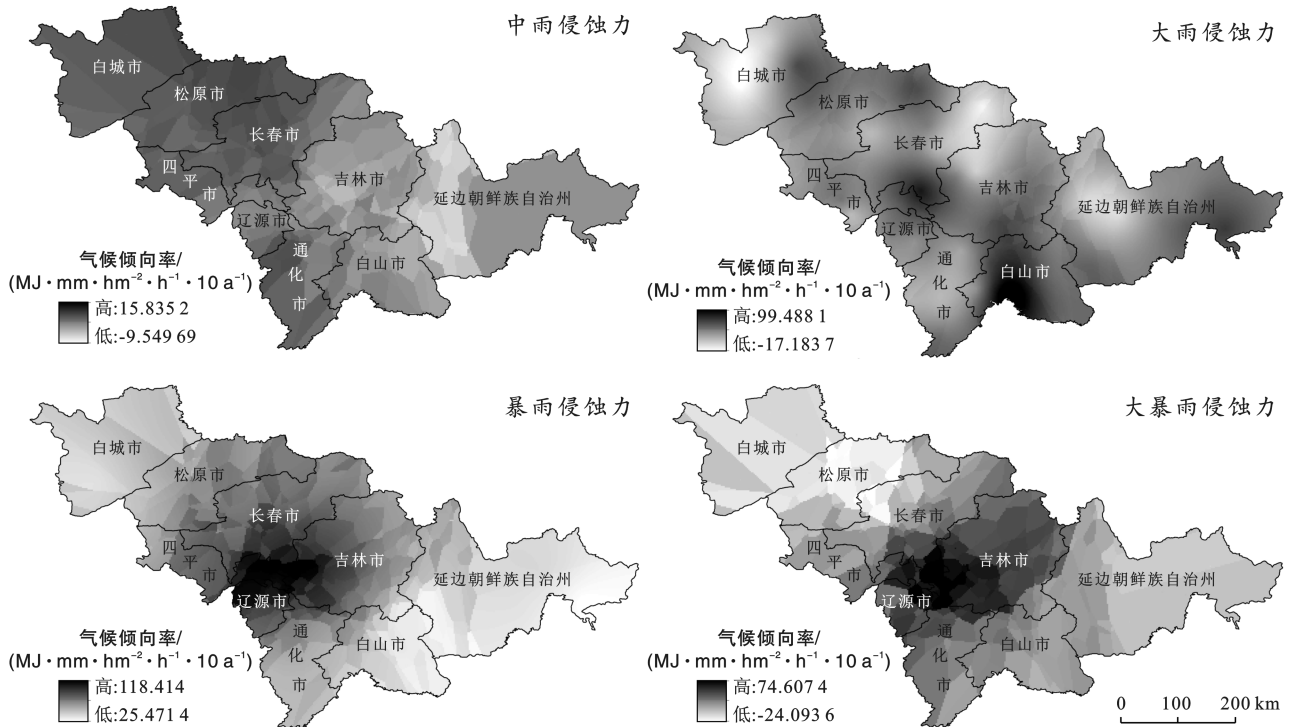 中雨侵蚀力
白城市
松原市
长春市
四平市
吉林市
延边朝鲜族自治州
辽源市
通化市
白山市
气候倾向率/
(MJ·mm·hm⁻²·h⁻¹·10 a⁻¹)
高:15.835 2
低:-9.549 69
大雨侵蚀力
白城市
松原市
长春市
四平市
吉林市
延边朝鲜族自治州
辽源市
通化市
白山市
气候倾向率/
(MJ·mm·hm⁻²·h⁻¹·10 a⁻¹)
高:99.488 1
低:-17.183 7
暴雨侵蚀力
白城市
松原市
长春市
四平市
吉林市
延边朝鲜族自治州
辽源市
通化市
白山市
气候倾向率/
(MJ·mm·hm⁻²·h⁻¹·10 a⁻¹)
高:118.414
低:25.471 4
大暴雨侵蚀力
白城市
松原市
长春市
四平市
吉林市
延边朝鲜族自治州
辽源市
通化市
白山市
气候倾向率/
(MJ·mm·hm⁻²·h⁻¹·10 a⁻¹)
高:74.607 4
低:-24.093 6
0 100 200 km